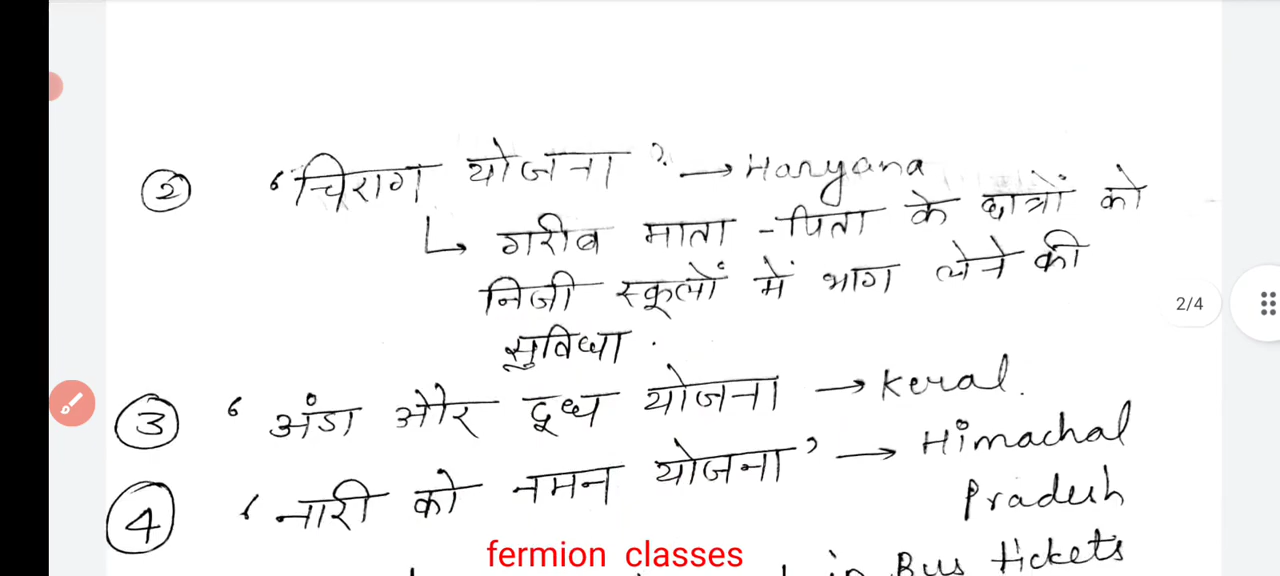 ② ‘चिराग योजना’ → Haryana
↳ गरीब माता-पिता के छात्रों को
निजी स्कूलों में भाग लेने की
सुविधा.
2/4
③ ‘अंडा और दूध योजना → Keral.
④ ‘नारी को नमन योजना’ → Himachal
Pradesh
in Bus tickets
fermion classes